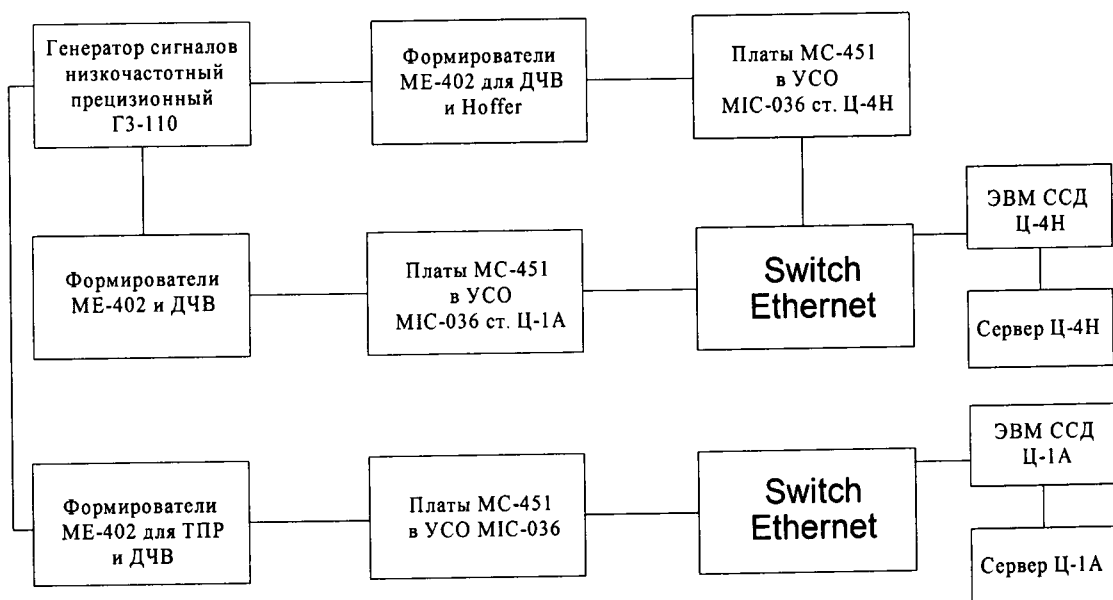 Генератор сигналов
низкочастотный
прецизионный
Г3-110
Формирователи
МЕ-402 для ДЧВ
и Hoffer
Платы МС-451
в УСО
MIC-036 ст. Ц-4Н
ЭВМ ССД
Ц-4Н
Формирователи
МЕ-402 и ДЧВ
Платы МС-451
в УСО
MIC-036 ст. Ц-1А
Switch
Ethernet
Сервер Ц-4Н
ЭВМ ССД
Ц-1А
Формирователи
МЕ-402 для ТПР
и ДЧВ
Платы МС-451
в УСО MIC-036
Switch
Ethernet
Сервер Ц-1А